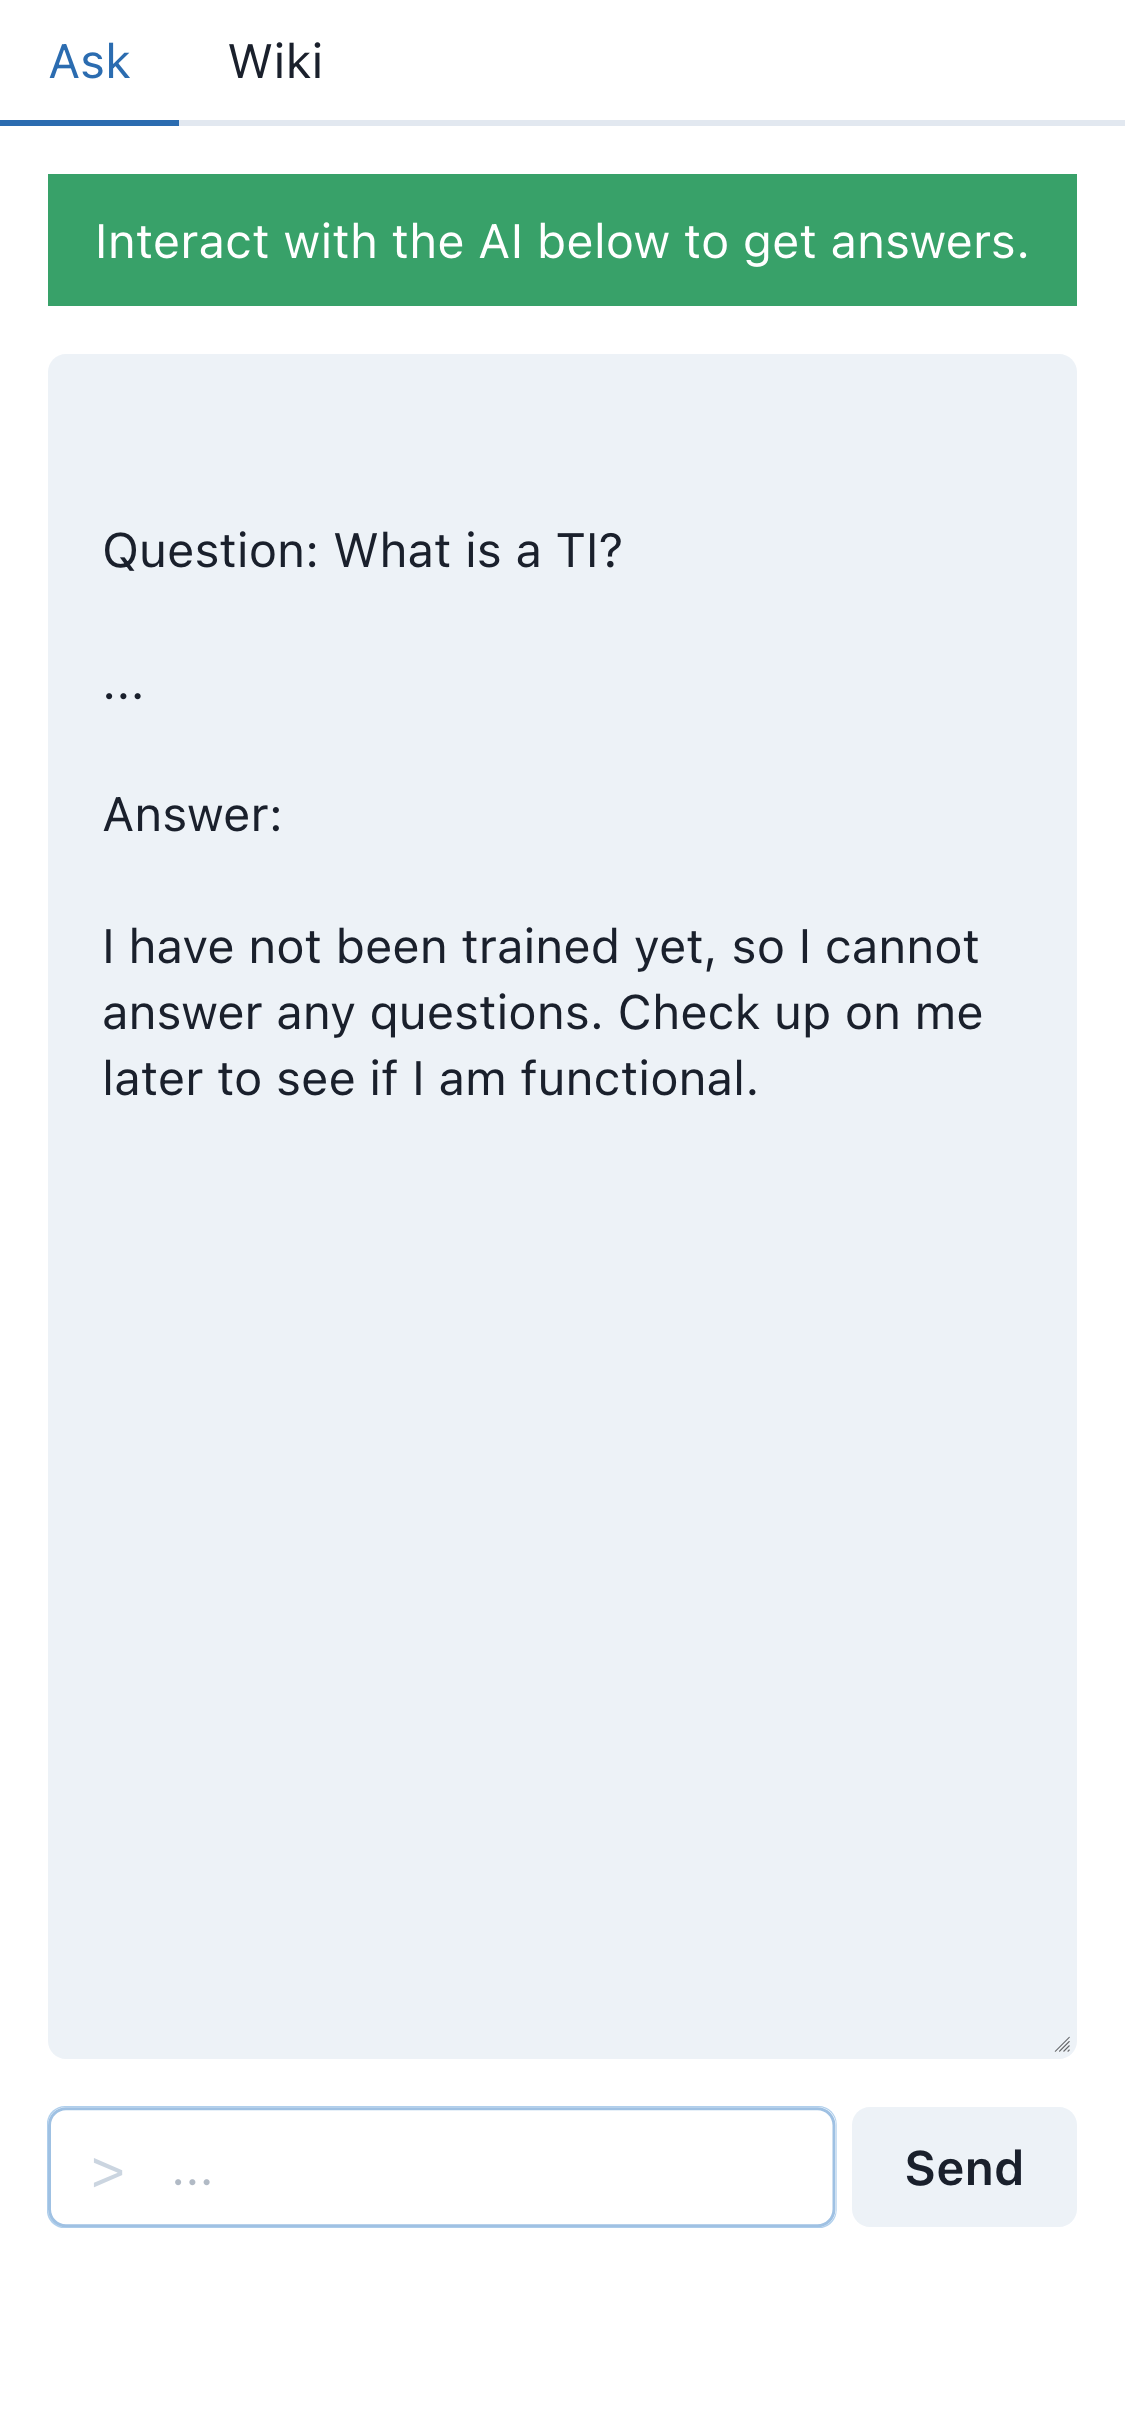 Ask
Wiki
Interact with the AI below to get answers.
Question: What is a TI?
...
Answer:
I have not been trained yet, so I cannot
answer any questions. Check up on me
later to see if I am functional.
> ...
Send